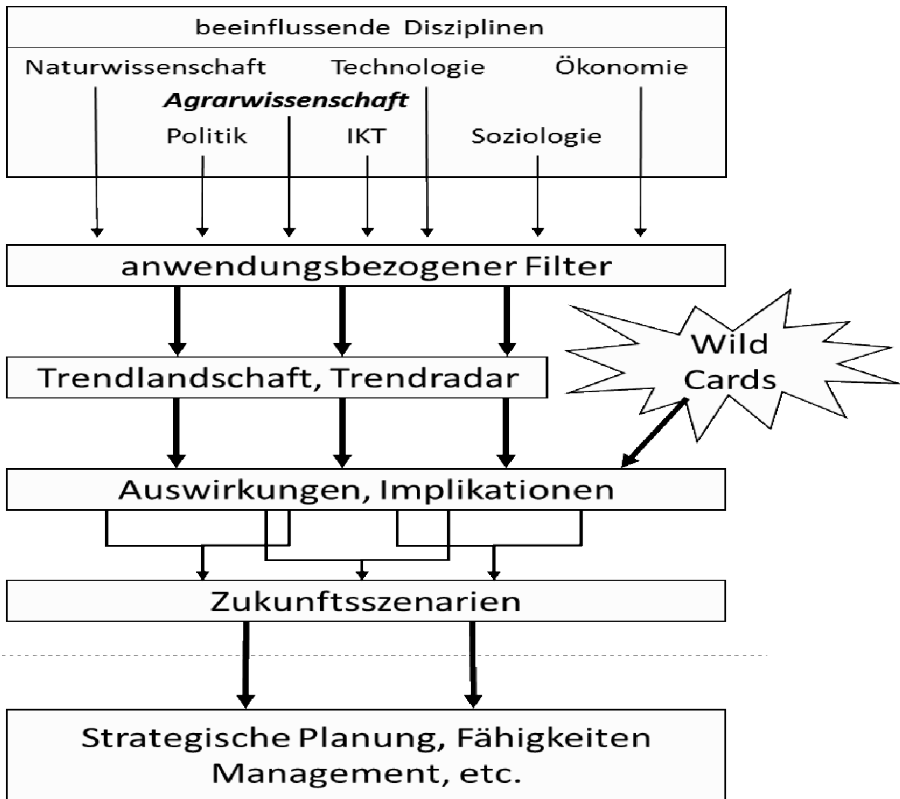 beeinflussende Disziplinen
Naturwissenschaft Technologie Ökonomie
Agrarwissenschaft
Politik IKT Soziologie
anwendungsbezogener Filter
Wild
Cards
Trendlandschaft, Trendradar
Auswirkungen, Implikationen
Zukunftsszenarien
Strategische Planung, Fähigkeiten
Management, etc.